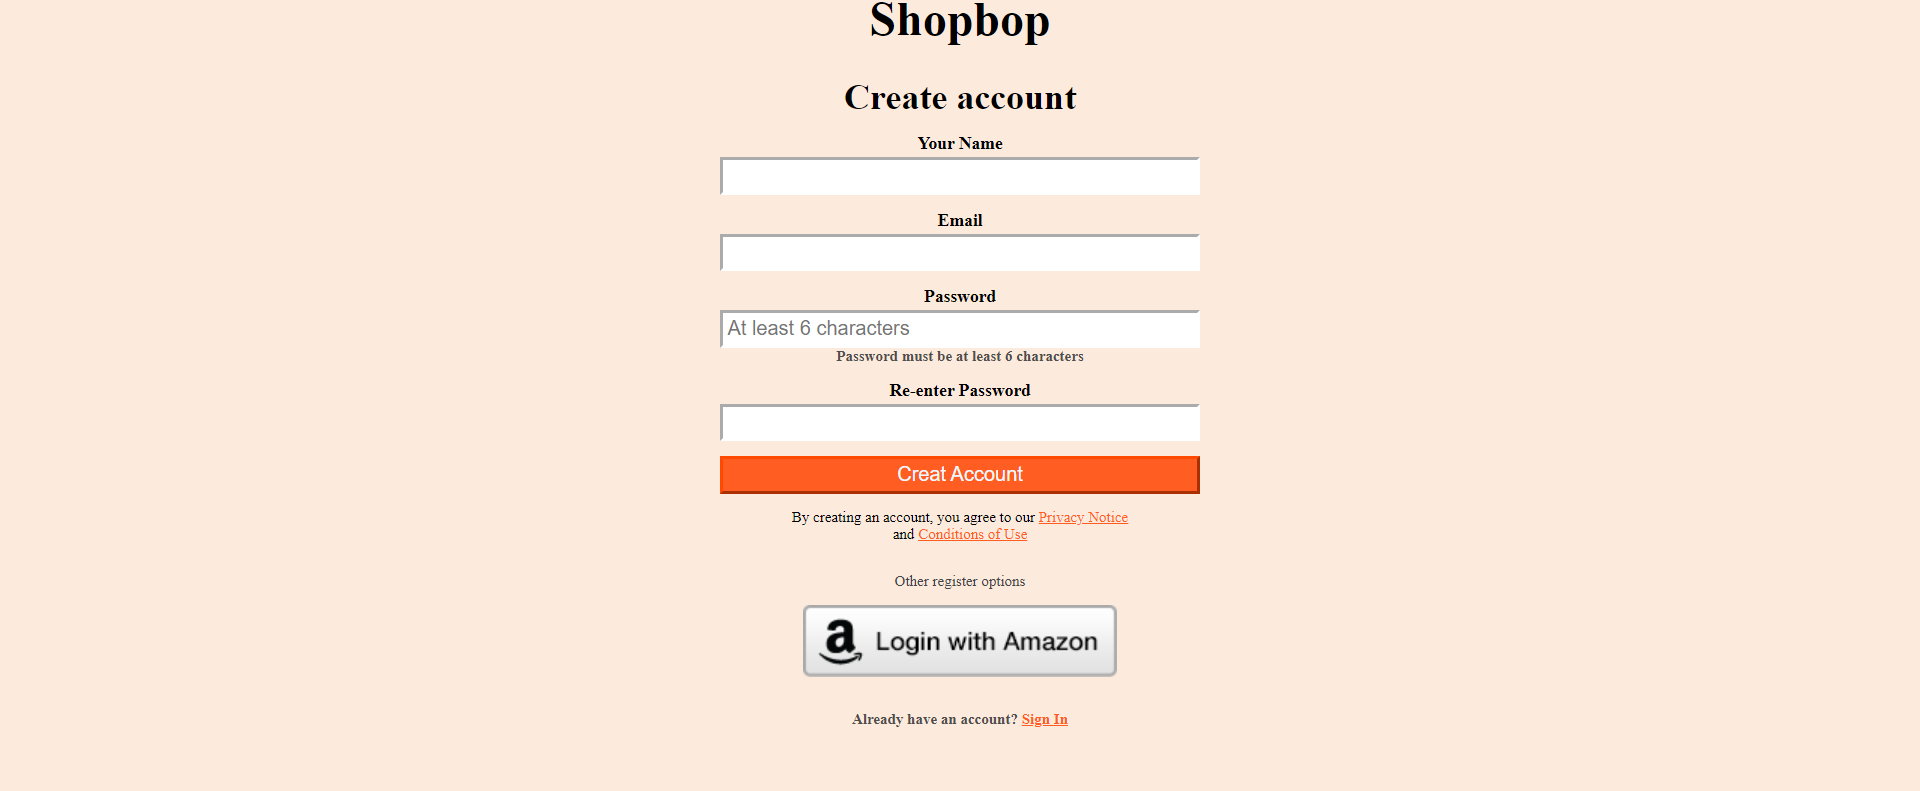 Shopbop
Create account
Your Name
Email
Password
At least 6 characters
Password must be at least 6 characters
Re-enter Password
Creat Account
By creating an account, you agree to our Privacy Notice
and Conditions of Use
Other register options
a Login with Amazon
Already have an account? Sign In